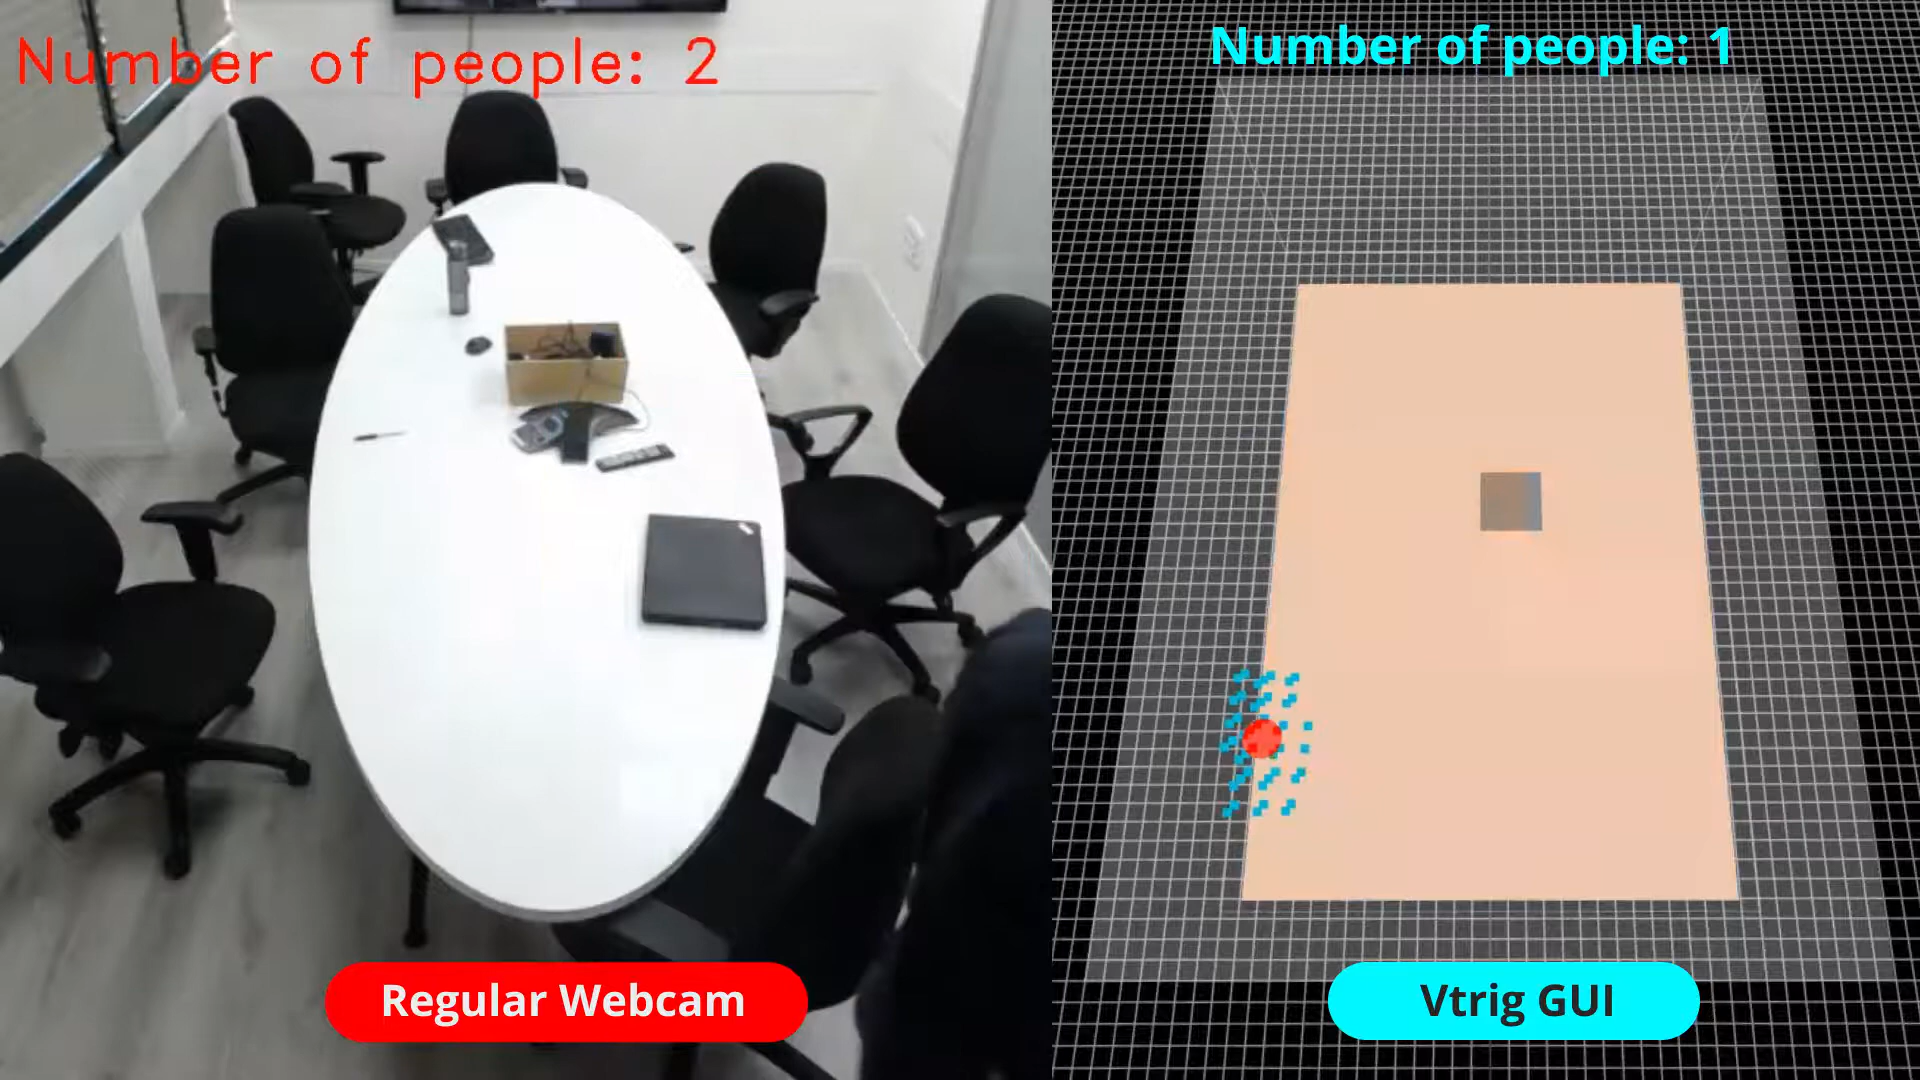 Number of people: 2
Number of people: 1
Regular Webcam
Vtrig GUI